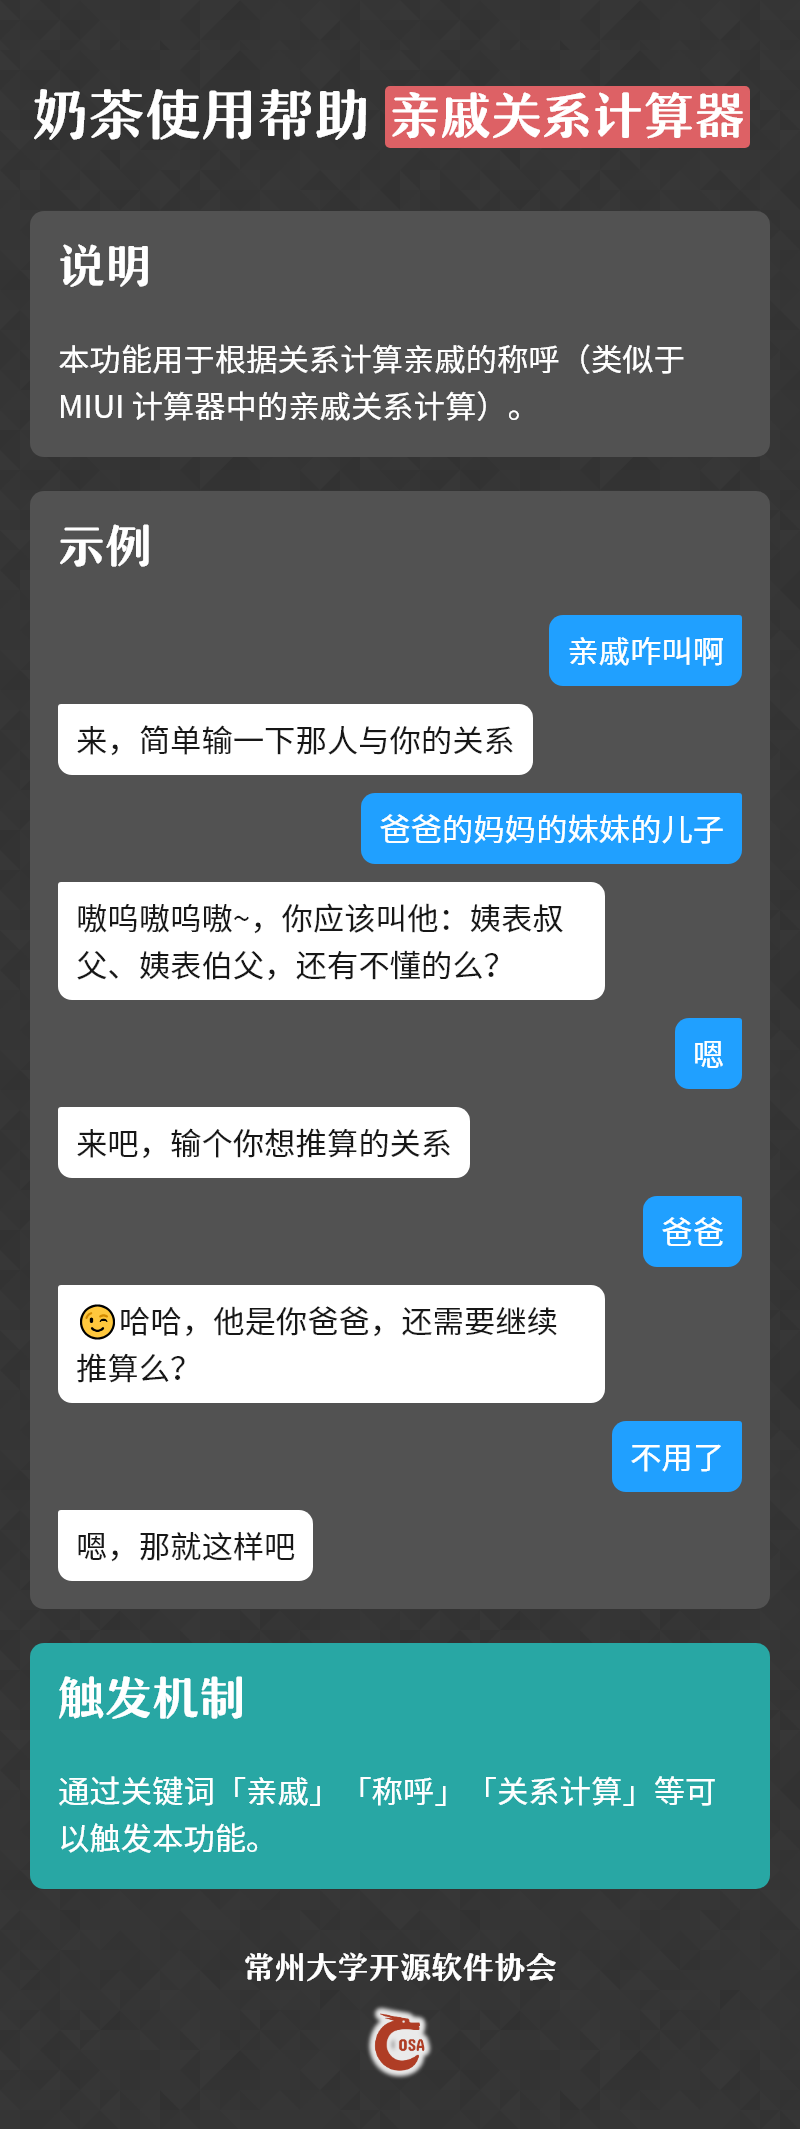 奶茶使用帮助 亲戚关系计算器
说明
本功能用于根据关系计算亲戚的称呼（类似于
MIUI 计算器中的亲戚关系计算）。
示例
亲戚咋叫啊
来，简单输一下那人与你的关系
爸爸的妈妈的妹妹的儿子
嗷呜嗷呜嗷~，你应该叫他：姨表叔
父、姨表伯父，还有不懂的么？
嗯
来吧，输个你想推算的关系
爸爸
😉哈哈，他是你爸爸，还需要继续
推算么？
不用了
嗯，那就这样吧
触发机制
通过关键词「亲戚」「称呼」「关系计算」等可
以触发本功能。
常州大学开源软件协会
OSA